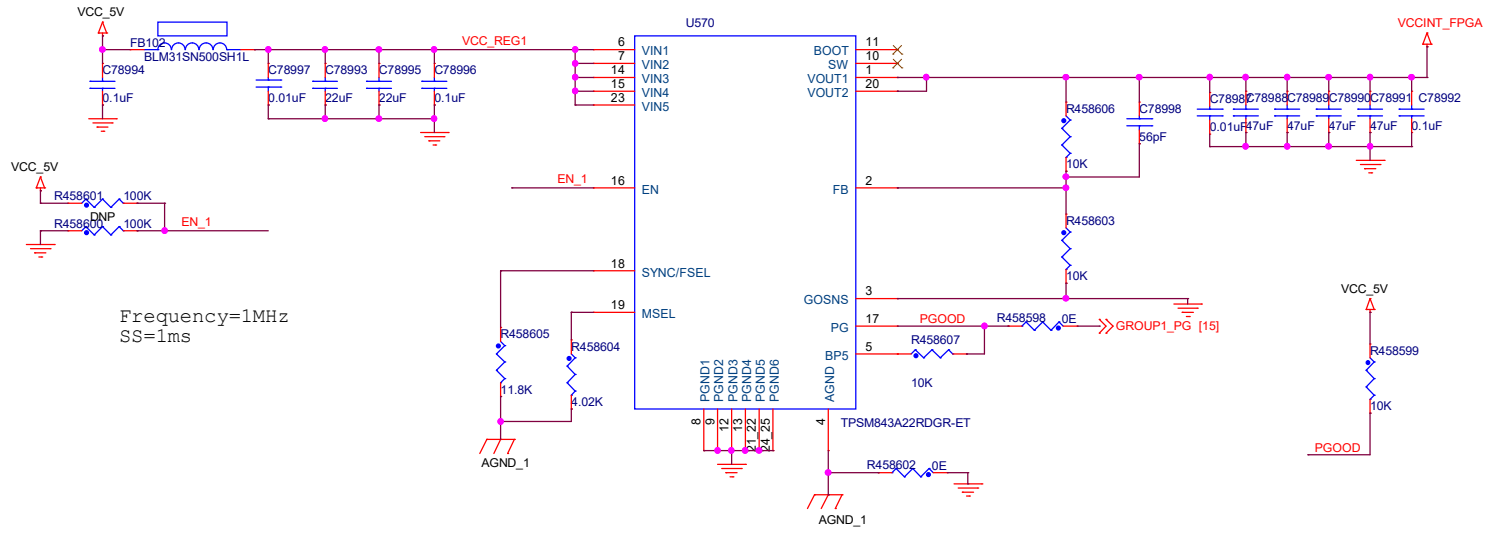 VCC_5V
U570
VCCINT_FPGA
FB102
BLM31SN500SH1L
VCC_REG1
C78994
0.1uF
C78997
0.01uF
C78993
22uF
C78995
22uF
C78996
0.1uF
6
7
14
15
23
VIN1
VIN2
VIN3
VIN4
VIN5
BOOT
SW
VOUT1
VOUT2
11
10
1
20
R458606
10K
C78998
56pF
C78987
0.01uF
C78988
47uF
C78989
47uF
C78990
47uF
C78991
47uF
C78992
0.1uF
VCC_5V
R458601
100K
DNP
R458600
100K
EN_1
EN_1
16
EN
FB
2
R458603
10K
18
SYNC/FSEL
19
MSEL
GOSNS
3
PG
17
PGOOD
R458598
0E
GROUP1_PG [15]
BP5
5
R458607
10K
Frequency=1MHz
SS=1ms
R458605
11.8K
R458604
4.02K
AGND_1
PGND1
PGND2
PGND3
PGND4
PGND5
PGND6
AGND
8
9
12
13
21_22
24_25
4
TPSM843A22RDGR-ET
R458602
0E
AGND_1
VCC_5V
R458599
10K
PGOOD